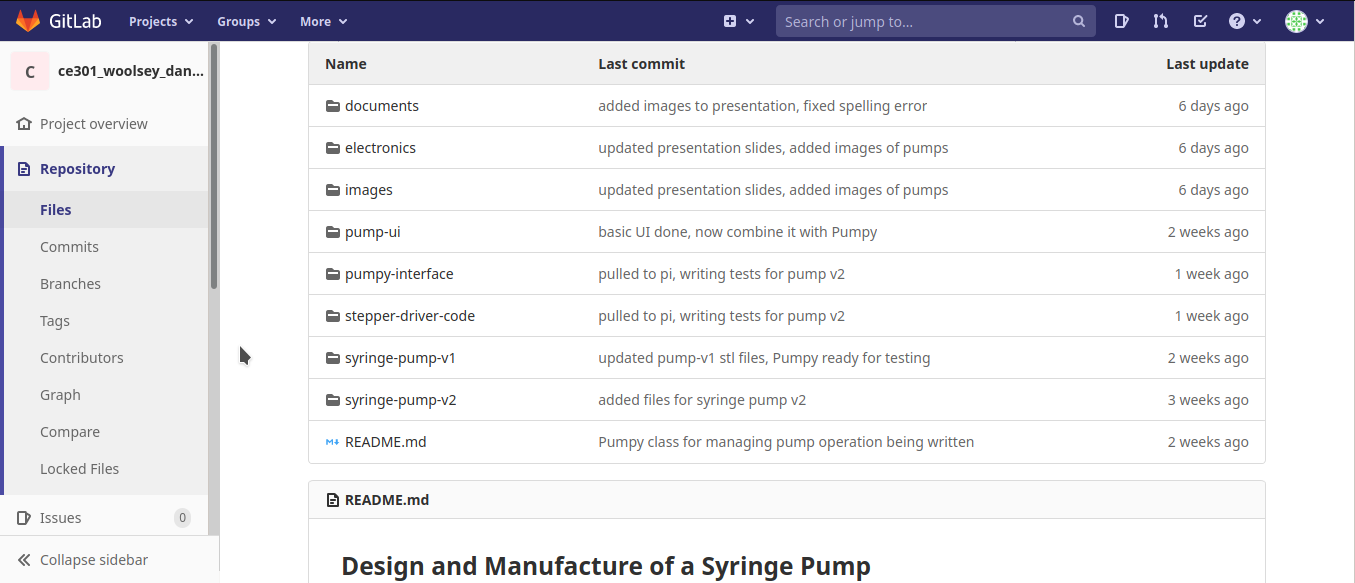 GitLab Projects Groups More Search or jump to...
C ce301_woolsey_dan...
Project overview
Repository
Files
Commits
Branches
Tags
Contributors
Graph
Compare
Locked Files
Issues 0
Collapse sidebar
Name Last commit Last update
documents added images to presentation, fixed spelling error 6 days ago
electronics updated presentation slides, added images of pumps 6 days ago
images updated presentation slides, added images of pumps 6 days ago
pump-ui basic UI done, now combine it with Pumpy 2 weeks ago
pumpy-interface pulled to pi, writing tests for pump v2 1 week ago
stepper-driver-code pulled to pi, writing tests for pump v2 1 week ago
syringe-pump-v1 updated pump-v1 stl files, Pumpy ready for testing 2 weeks ago
syringe-pump-v2 added files for syringe pump v2 3 weeks ago
README.md Pumpy class for managing pump operation being written 2 weeks ago
README.md
Design and Manufacture of a Syringe Pump